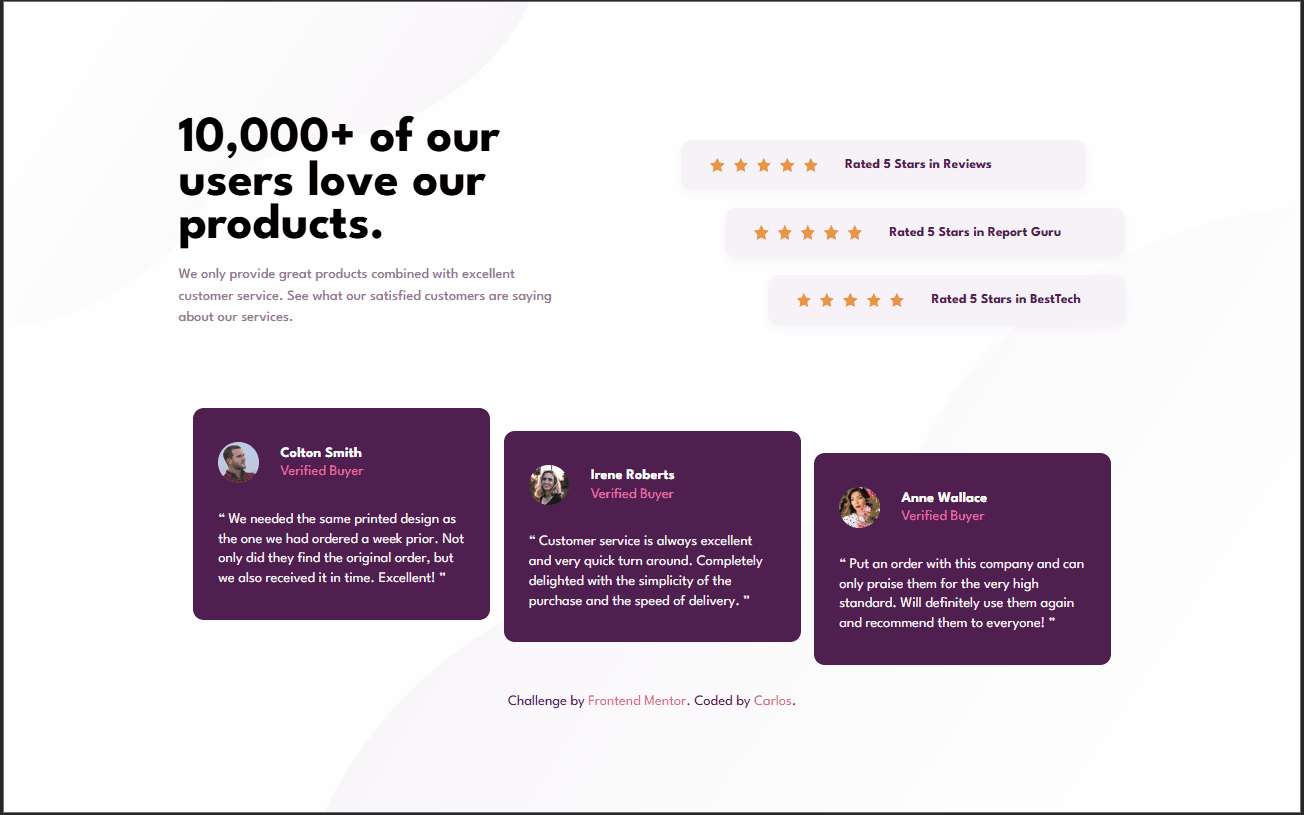 10,000+ of our
users love our
products.
We only provide great products combined with excellent
customer service. See what our satisfied customers are saying
about our services.
Rated 5 Stars in Reviews
Rated 5 Stars in Report Guru
Rated 5 Stars in BestTech
Colton Smith
Verified Buyer
“ We needed the same printed design as
the one we had ordered a week prior. Not
only did they find the original order, but
we also received it in time. Excellent! ”
Irene Roberts
Verified Buyer
“ Customer service is always excellent
and very quick turn around. Completely
delighted with the simplicity of the
purchase and the speed of delivery. ”
Anne Wallace
Verified Buyer
“ Put an order with this company and can
only praise them for the very high
standard. Will definitely use them again
and recommend them to everyone! ”
Challenge by Frontend Mentor. Coded by Carlos.